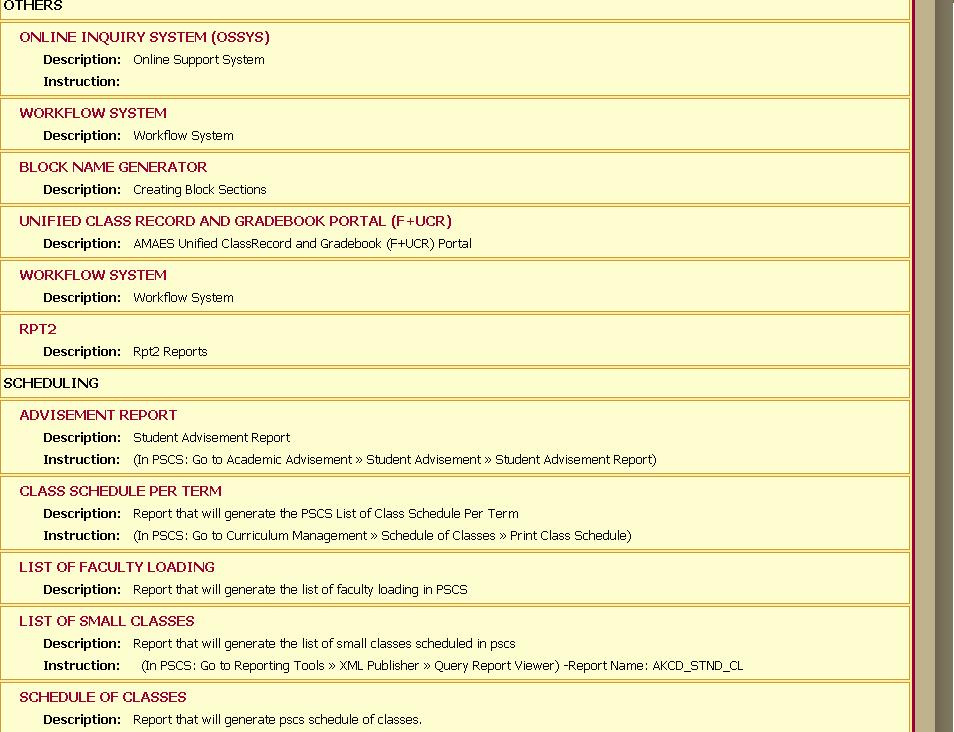 OTHERS
ONLINE INQUIRY SYSTEM (OSSYS)
Description: Online Support System
Instruction:
WORKFLOW SYSTEM
Description: Workflow System
BLOCK NAME GENERATOR
Description: Creating Block Sections
UNIFIED CLASS RECORD AND GRADEBOOK PORTAL (F+UCR)
Description: AMAES Unified ClassRecord and Gradebook (F+UCR) Portal
WORKFLOW SYSTEM
Description: Workflow System
RPT2
Description: Rpt2 Reports
SCHEDULING
ADVISEMENT REPORT
Description: Student Advisement Report
Instruction: (In PSCS: Go to Academic Advisement » Student Advisement » Student Advisement Report)
CLASS SCHEDULE PER TERM
Description: Report that will generate the PSCS List of Class Schedule Per Term
Instruction: (In PSCS: Go to Curriculum Management » Schedule of Classes » Print Class Schedule)
LIST OF FACULTY LOADING
Description: Report that will generate the list of faculty loading in PSCS
LIST OF SMALL CLASSES
Description: Report that will generate the list of small classes scheduled in pscs
Instruction: (In PSCS: Go to Reporting Tools » XML Publisher » Query Report Viewer) -Report Name: AKCD_STND_CL
SCHEDULE OF CLASSES
Description: Report that will generate pscs schedule of classes.